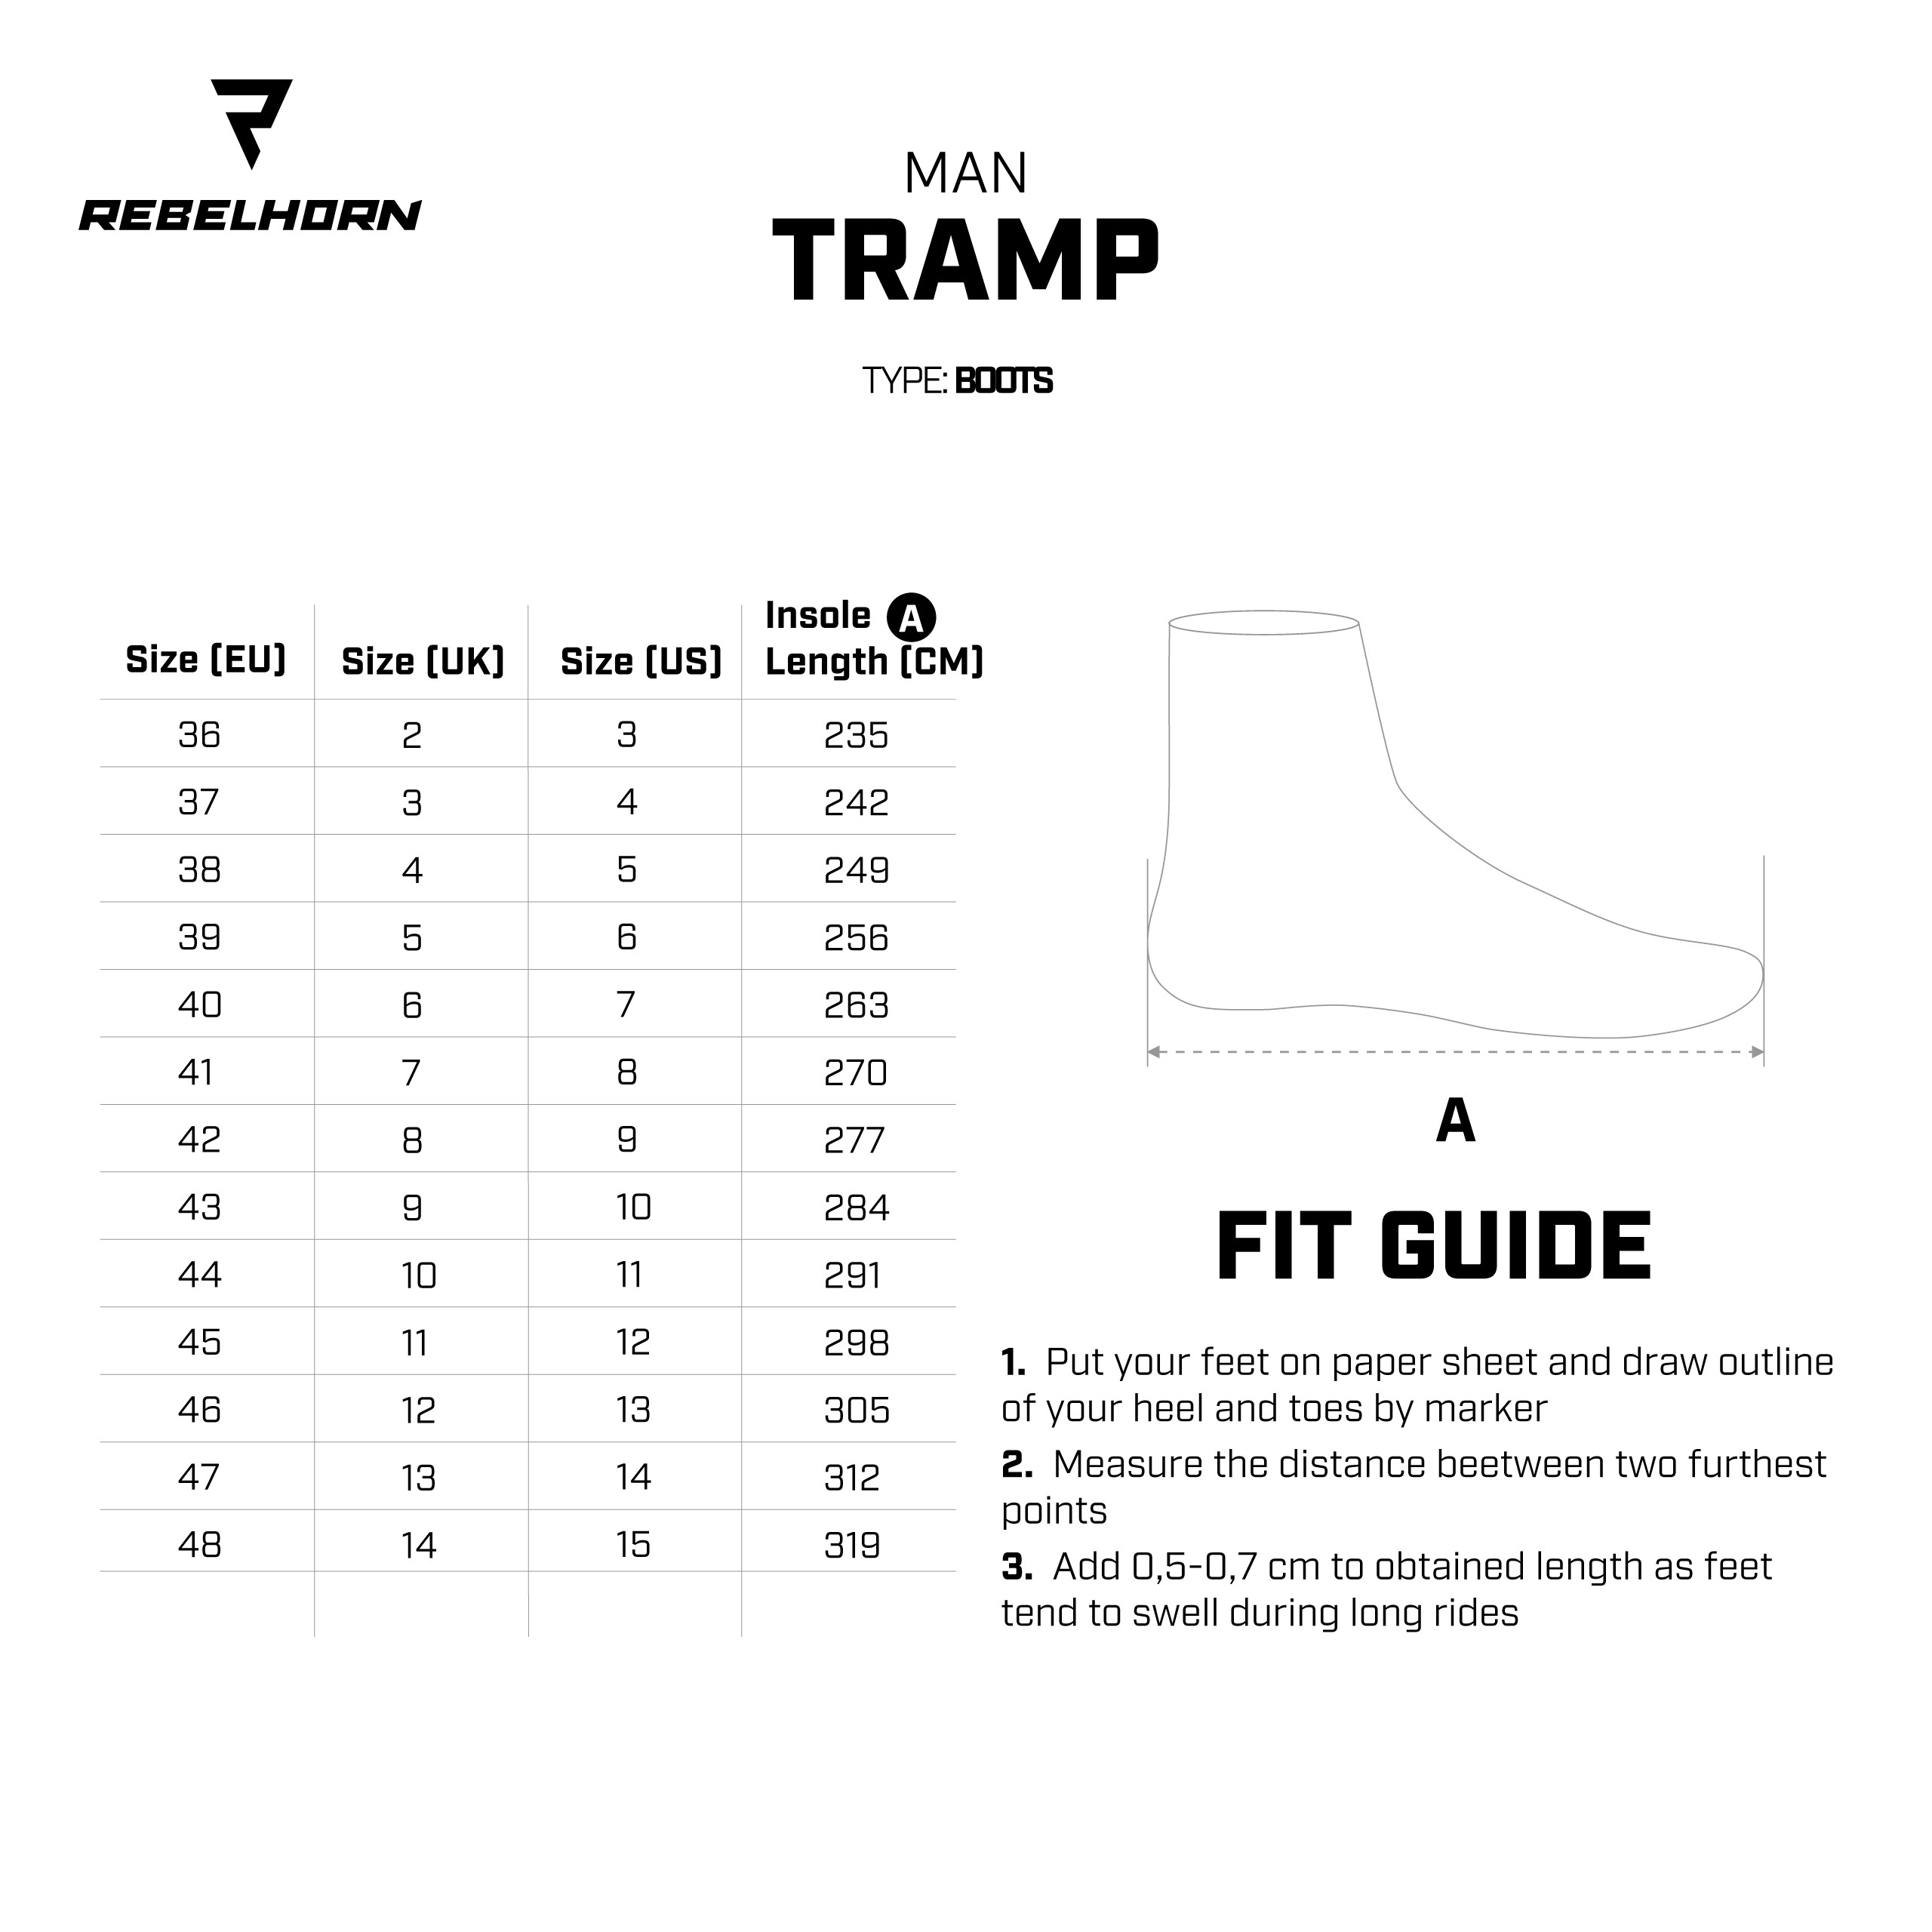 REBELHORN
MAN
TRAMP
TYPE: BOOTS
Size (EU) Size (UK) Size (US) Insole A Length (CM)
36 2 3 235
37 3 4 242
38 4 5 249
39 5 6 256
40 6 7 263
41 7 8 270
42 8 9 277
43 9 10 284
44 10 11 291
45 11 12 298
46 12 13 305
47 13 14 312
48 14 15 319
A
FIT GUIDE
1. Put your feet on paper sheet and draw outline
of your heel and toes by marker
2. Measure the distance beetween two furthest
points
3. Add 0,5-0,7 cm to obtained length as feet
tend to swell during long rides